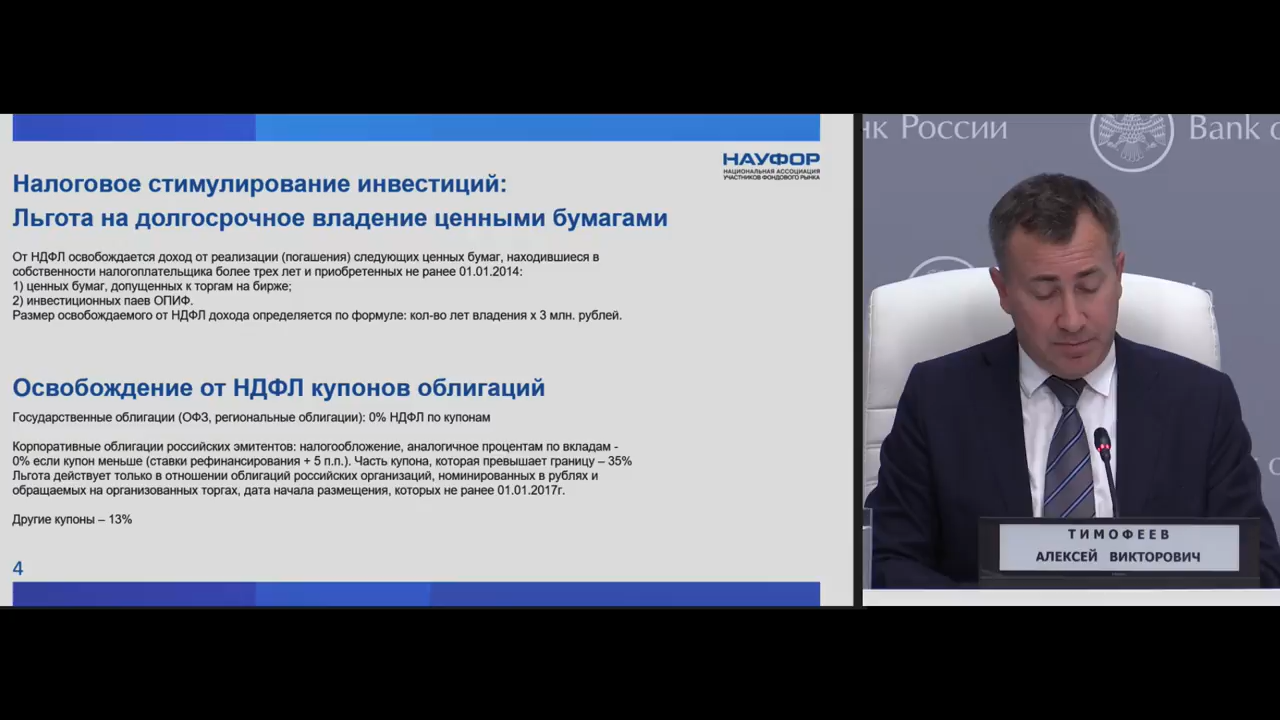 НАУФОР
НАЦИОНАЛЬНАЯ АССОЦИАЦИЯ
УЧАСТНИКОВ ФОНДОВОГО РЫНКА
Налоговое стимулирование инвестиций:
Льгота на долгосрочное владение ценными бумагами
От НДФЛ освобождается доход от реализации (погашения) следующих ценных бумаг, находившиеся в
собственности налогоплательщика более трех лет и приобретенных не ранее 01.01.2014:
1) ценных бумаг, допущенных к торгам на бирже;
2) инвестиционных паев ОПИФ.
Размер освобождаемого от НДФЛ дохода определяется по формуле: кол-во лет владения х 3 млн. рублей.
Освобождение от НДФЛ купонов облигаций
Государственные облигации (ОФЗ, региональные облигации): 0% НДФЛ по купонам
Корпоративные облигации российских эмитентов: налогообложение, аналогичное процентам по вкладам -
0% если купон меньше (ставки рефинансирования + 5 п.п.). Часть купона, которая превышает границу – 35%
Льгота действует только в отношении облигаций российских организаций, номинированных в рублях и
обращаемых на организованных торгах, дата начала размещения, которых не ранее 01.01.2017г.
Другие купоны – 13%
4
России
Bank
ТИМОФЕЕВ
АЛЕКСЕЙ ВИКТОРОВИЧ